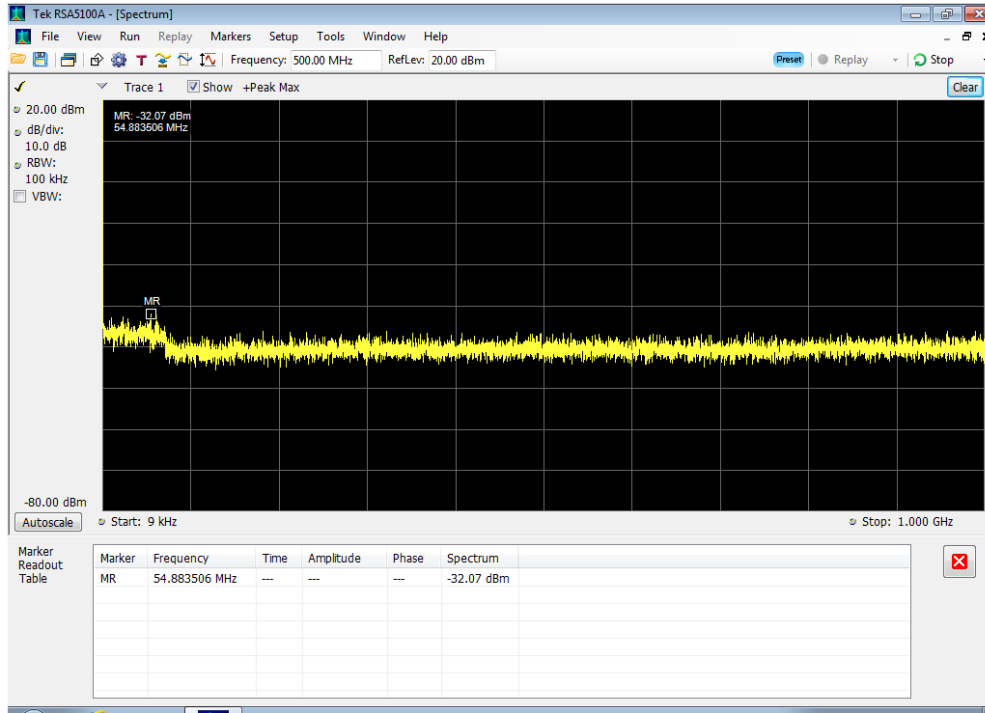 Tek RSA5100A - [Spectrum]
File View Run Replay Markers Setup Tools Window Help
T Frequency: 500.00 MHz RefLev: 20.00 dBm Preset Replay Stop
Trace 1 Show +Peak Max Clear
20.00 dBm
dB/div:
10.0 dB
RBW:
100 kHz
VBW:
MR: -32.07 dBm
54.883506 MHz
MR
-80.00 dBm
Autoscale Start: 9 kHz Stop: 1.000 GHz
Marker Readout Table
Marker Frequency Time Amplitude Phase Spectrum
MR 54.883506 MHz --- --- --- -32.07 dBm